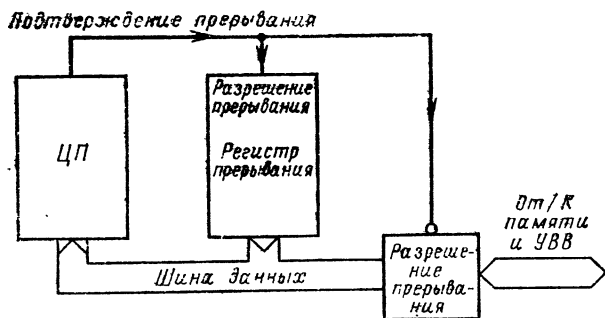 Подтверждение прерывания
ЦП
Разрешение
прерывания
Регистр
прерывания
От/К
памяти
и УВВ
Разреше-
ние
прерыва-
ния
Шина данных